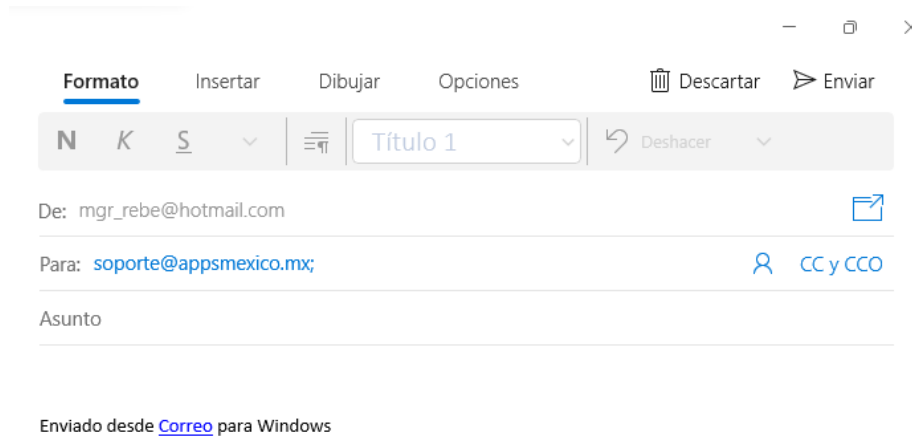 Formato Insertar Dibujar Opciones Descartar Enviar
N K S Título 1 Deshacer
De: mgr_rebe@hotmail.com
Para: soporte@appsmexico.mx; CC y CCO
Asunto
Enviado desde Correo para Windows